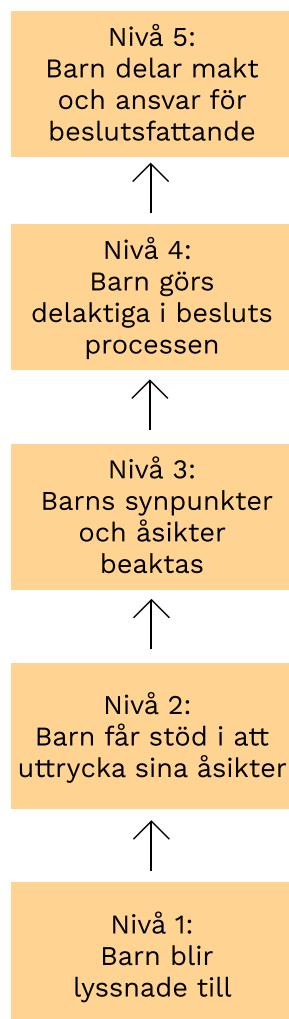 Nivå 5:
Barn delar makt
och ansvar för
beslutsfattande
Nivå 4:
Barn görs
delaktiga i besluts
processen
Nivå 3:
Barns synpunkter
och åsikter
beaktas
Nivå 2:
Barn får stöd i att
uttrycka sina åsikter
Nivå 1:
Barn blir
lyssnade till